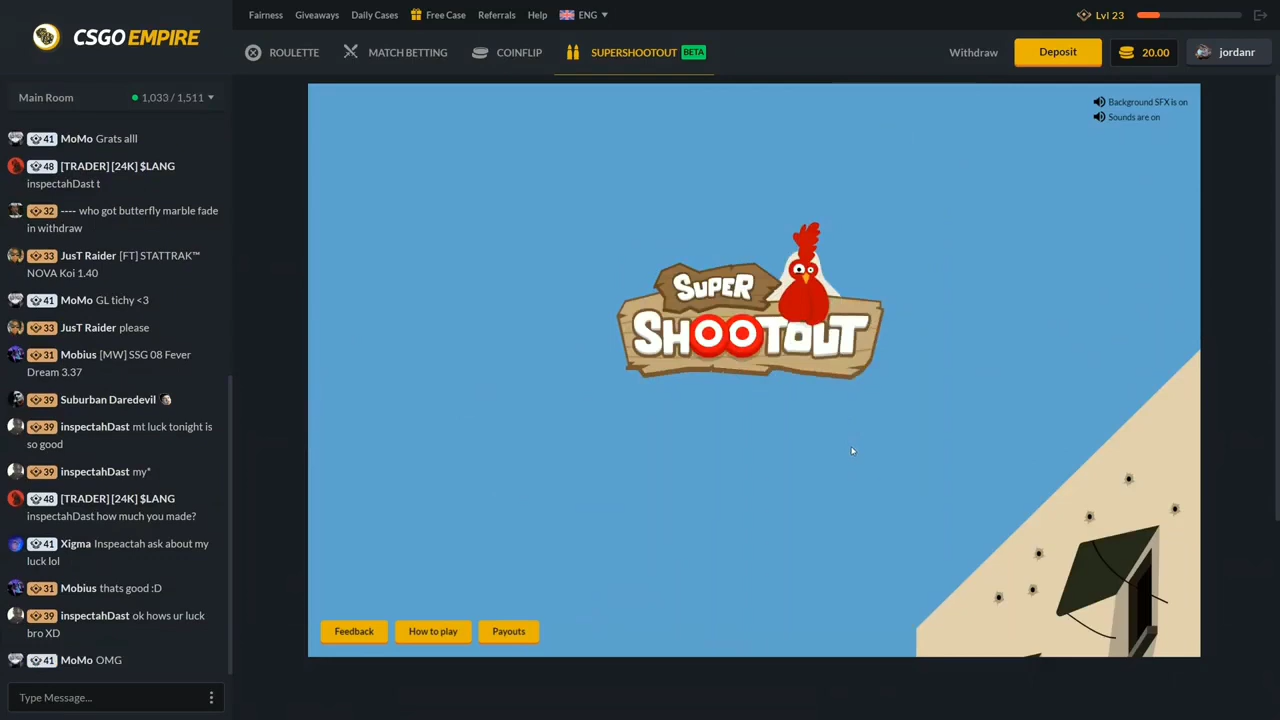 CSGOEMPIRE
Fairness
Giveaways
Daily Cases
Free Case
Referrals
Help
ENG
Lvl 23
ROULETTE
MATCH BETTING
COINFLIP
SUPERSHOOTOUT BETA
Withdraw
Deposit
20.00
jordanr
Main Room
1,033 / 1,511
41 MoMo Grats alll
48 [TRADER] [24K] $LANG
inspectahDast t
32 ---- who got butterfly marble fade
in withdraw
33 JusT Raider [FT] STATTRAK™
NOVA Koi 1.40
41 MoMo GL tichy <3
33 JusT Raider please
31 Mobius [MW] SSG 08 Fever
Dream 3.37
39 Suburban Daredevil
39 inspectahDast mt luck tonight is
so good
39 inspectahDast my*
48 [TRADER] [24K] $LANG
inspectahDast how much you made?
41 Xigma Inspeactah ask about my
luck lol
31 Mobius thats good :D
39 inspectahDast ok hows ur luck
bro XD
41 MoMo OMG
Type Message...
Background SFX is on
Sounds are on
SUPER
SHOOTOUT
Feedback
How to play
Payouts